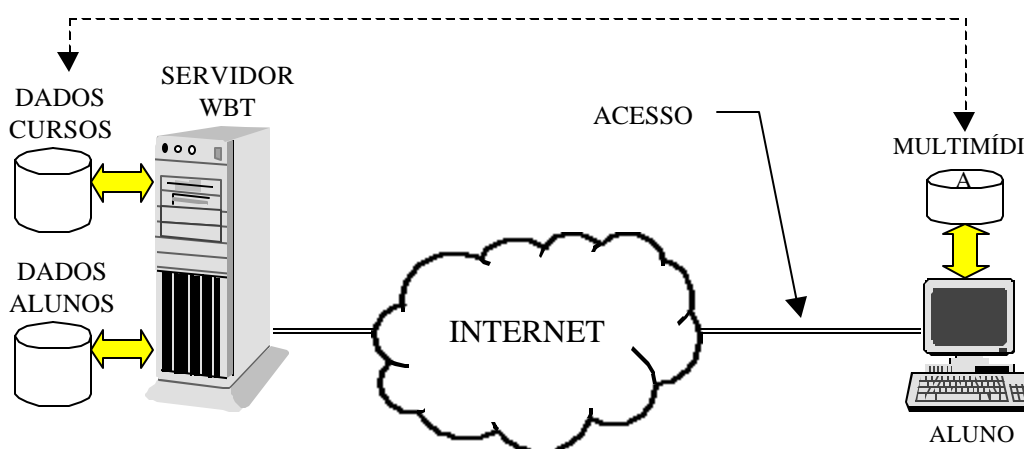 SERVIDOR
WBT
DADOS
CURSOS
ACESSO
MULTIMÍDI
A
DADOS
ALUNOS
INTERNET
ALUNO